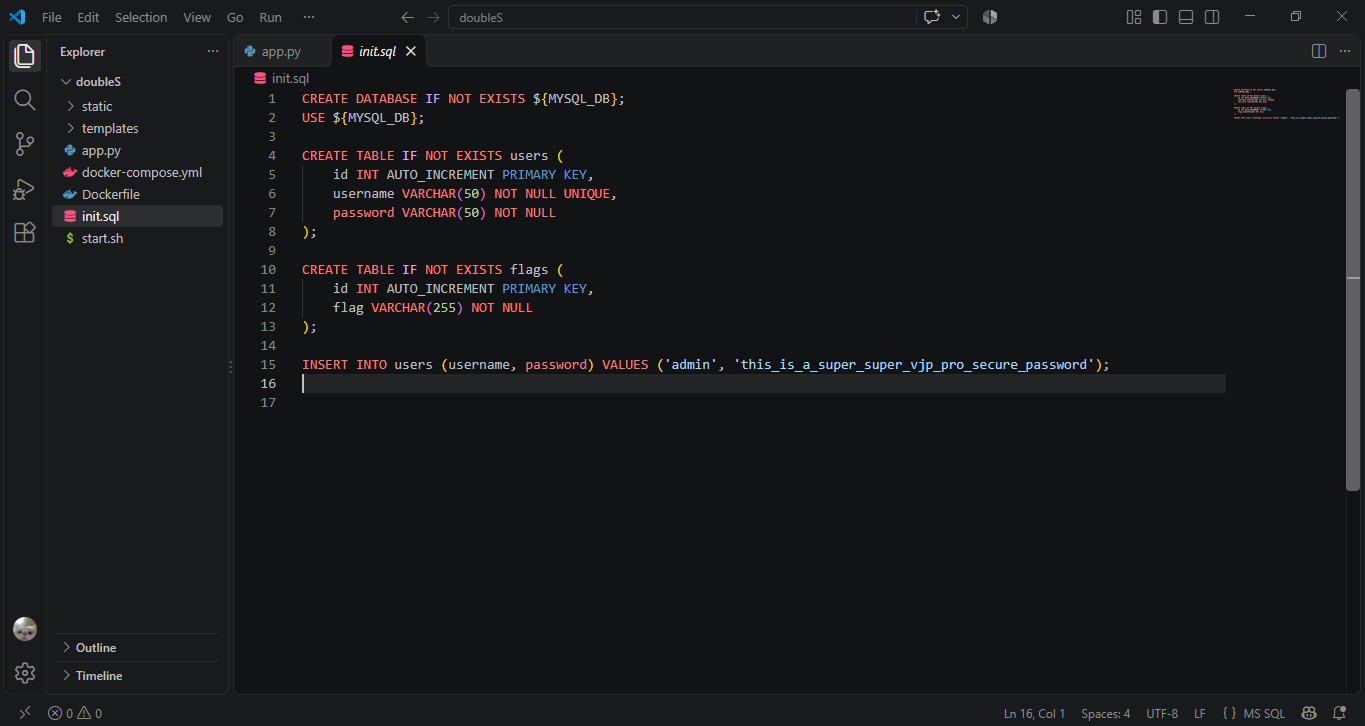 File Edit Selection View Go Run ··· doubleS
Explorer ···
doubleS
static
templates
app.py
docker-compose.yml
Dockerfile
init.sql
$ start.sh
Outline
Timeline
app.py init.sql
init.sql
1 CREATE DATABASE IF NOT EXISTS ${MYSQL_DB};
2 USE ${MYSQL_DB};
3
4 CREATE TABLE IF NOT EXISTS users (
5 id INT AUTO_INCREMENT PRIMARY KEY,
6 username VARCHAR(50) NOT NULL UNIQUE,
7 password VARCHAR(50) NOT NULL
8 );
9
10 CREATE TABLE IF NOT EXISTS flags (
11 id INT AUTO_INCREMENT PRIMARY KEY,
12 flag VARCHAR(255) NOT NULL
13 );
14
15 INSERT INTO users (username, password) VALUES ('admin', 'this_is_a_super_super_vjp_pro_secure_password');
16
17
0 0 Ln 16, Col 1 Spaces: 4 UTF-8 LF {} MS SQL